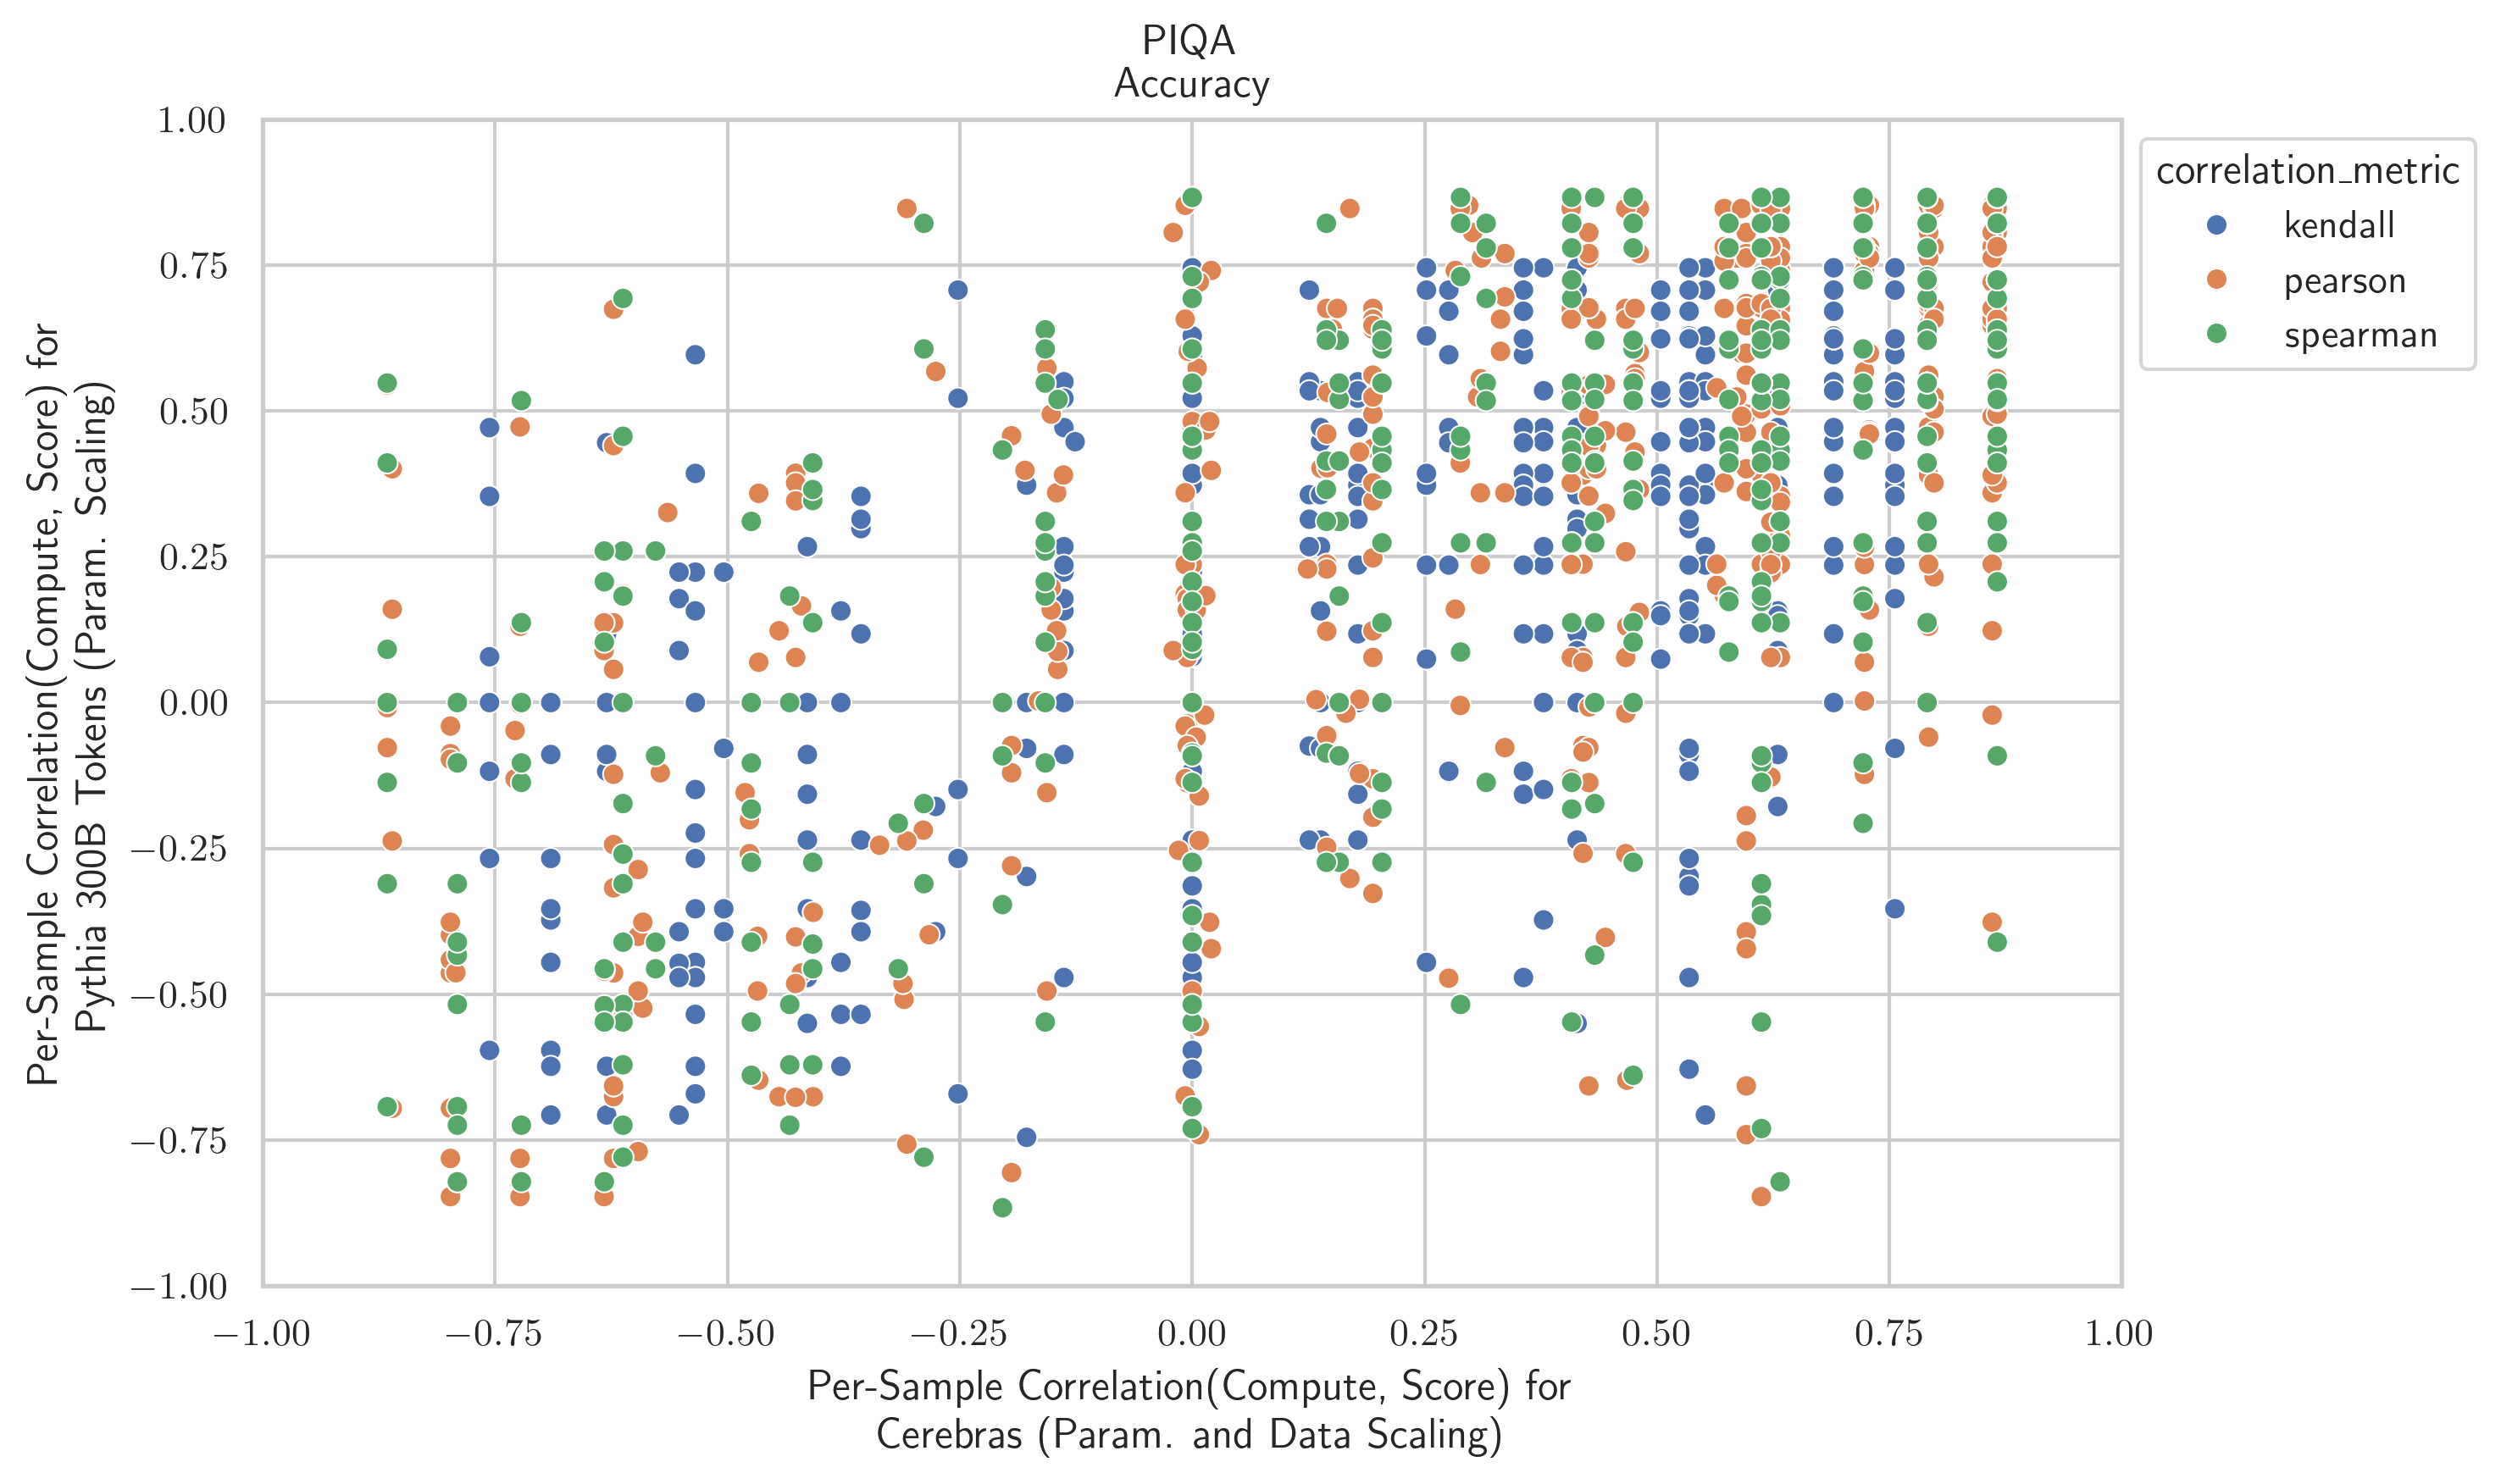 PIQA
Accuracy
Per-Sample Correlation(Compute, Score) for
Pythia 300B Tokens (Param. Scaling)
1.00
0.75
0.50
0.25
0.00
−0.25
−0.50
−0.75
−1.00
−1.00 −0.75 −0.50 −0.25 0.00 0.25 0.50 0.75 1.00
Per-Sample Correlation(Compute, Score) for
Cerebras (Param. and Data Scaling)
correlation_metric
kendall
pearson
spearman